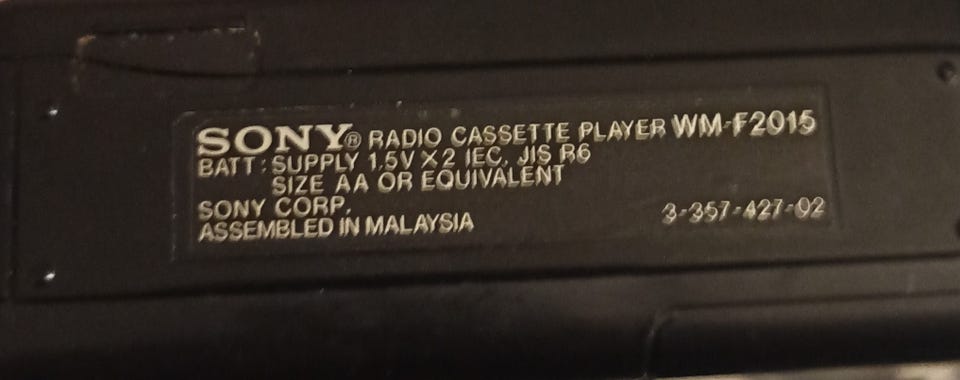 SONY® RADIO CASSETTE PLAYER WM-F2015
BATT: SUPPLY 1.5V X 2 IEC, JIS R6
SIZE AA OR EQUIVALENT
SONY CORP.
ASSEMBLED IN MALAYSIA
3-357-427-02